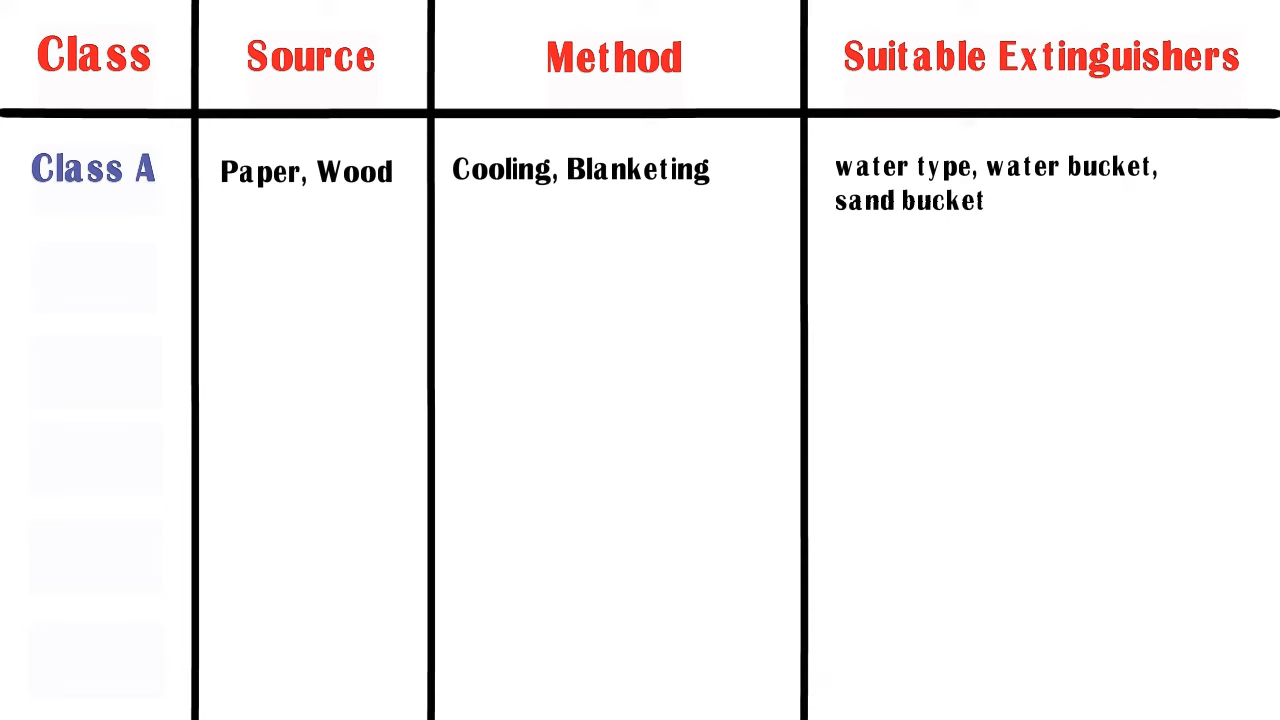 Class Source Method Suitable Extinguishers
Class A Paper, Wood Cooling, Blanketing water type, water bucket,
sand bucket